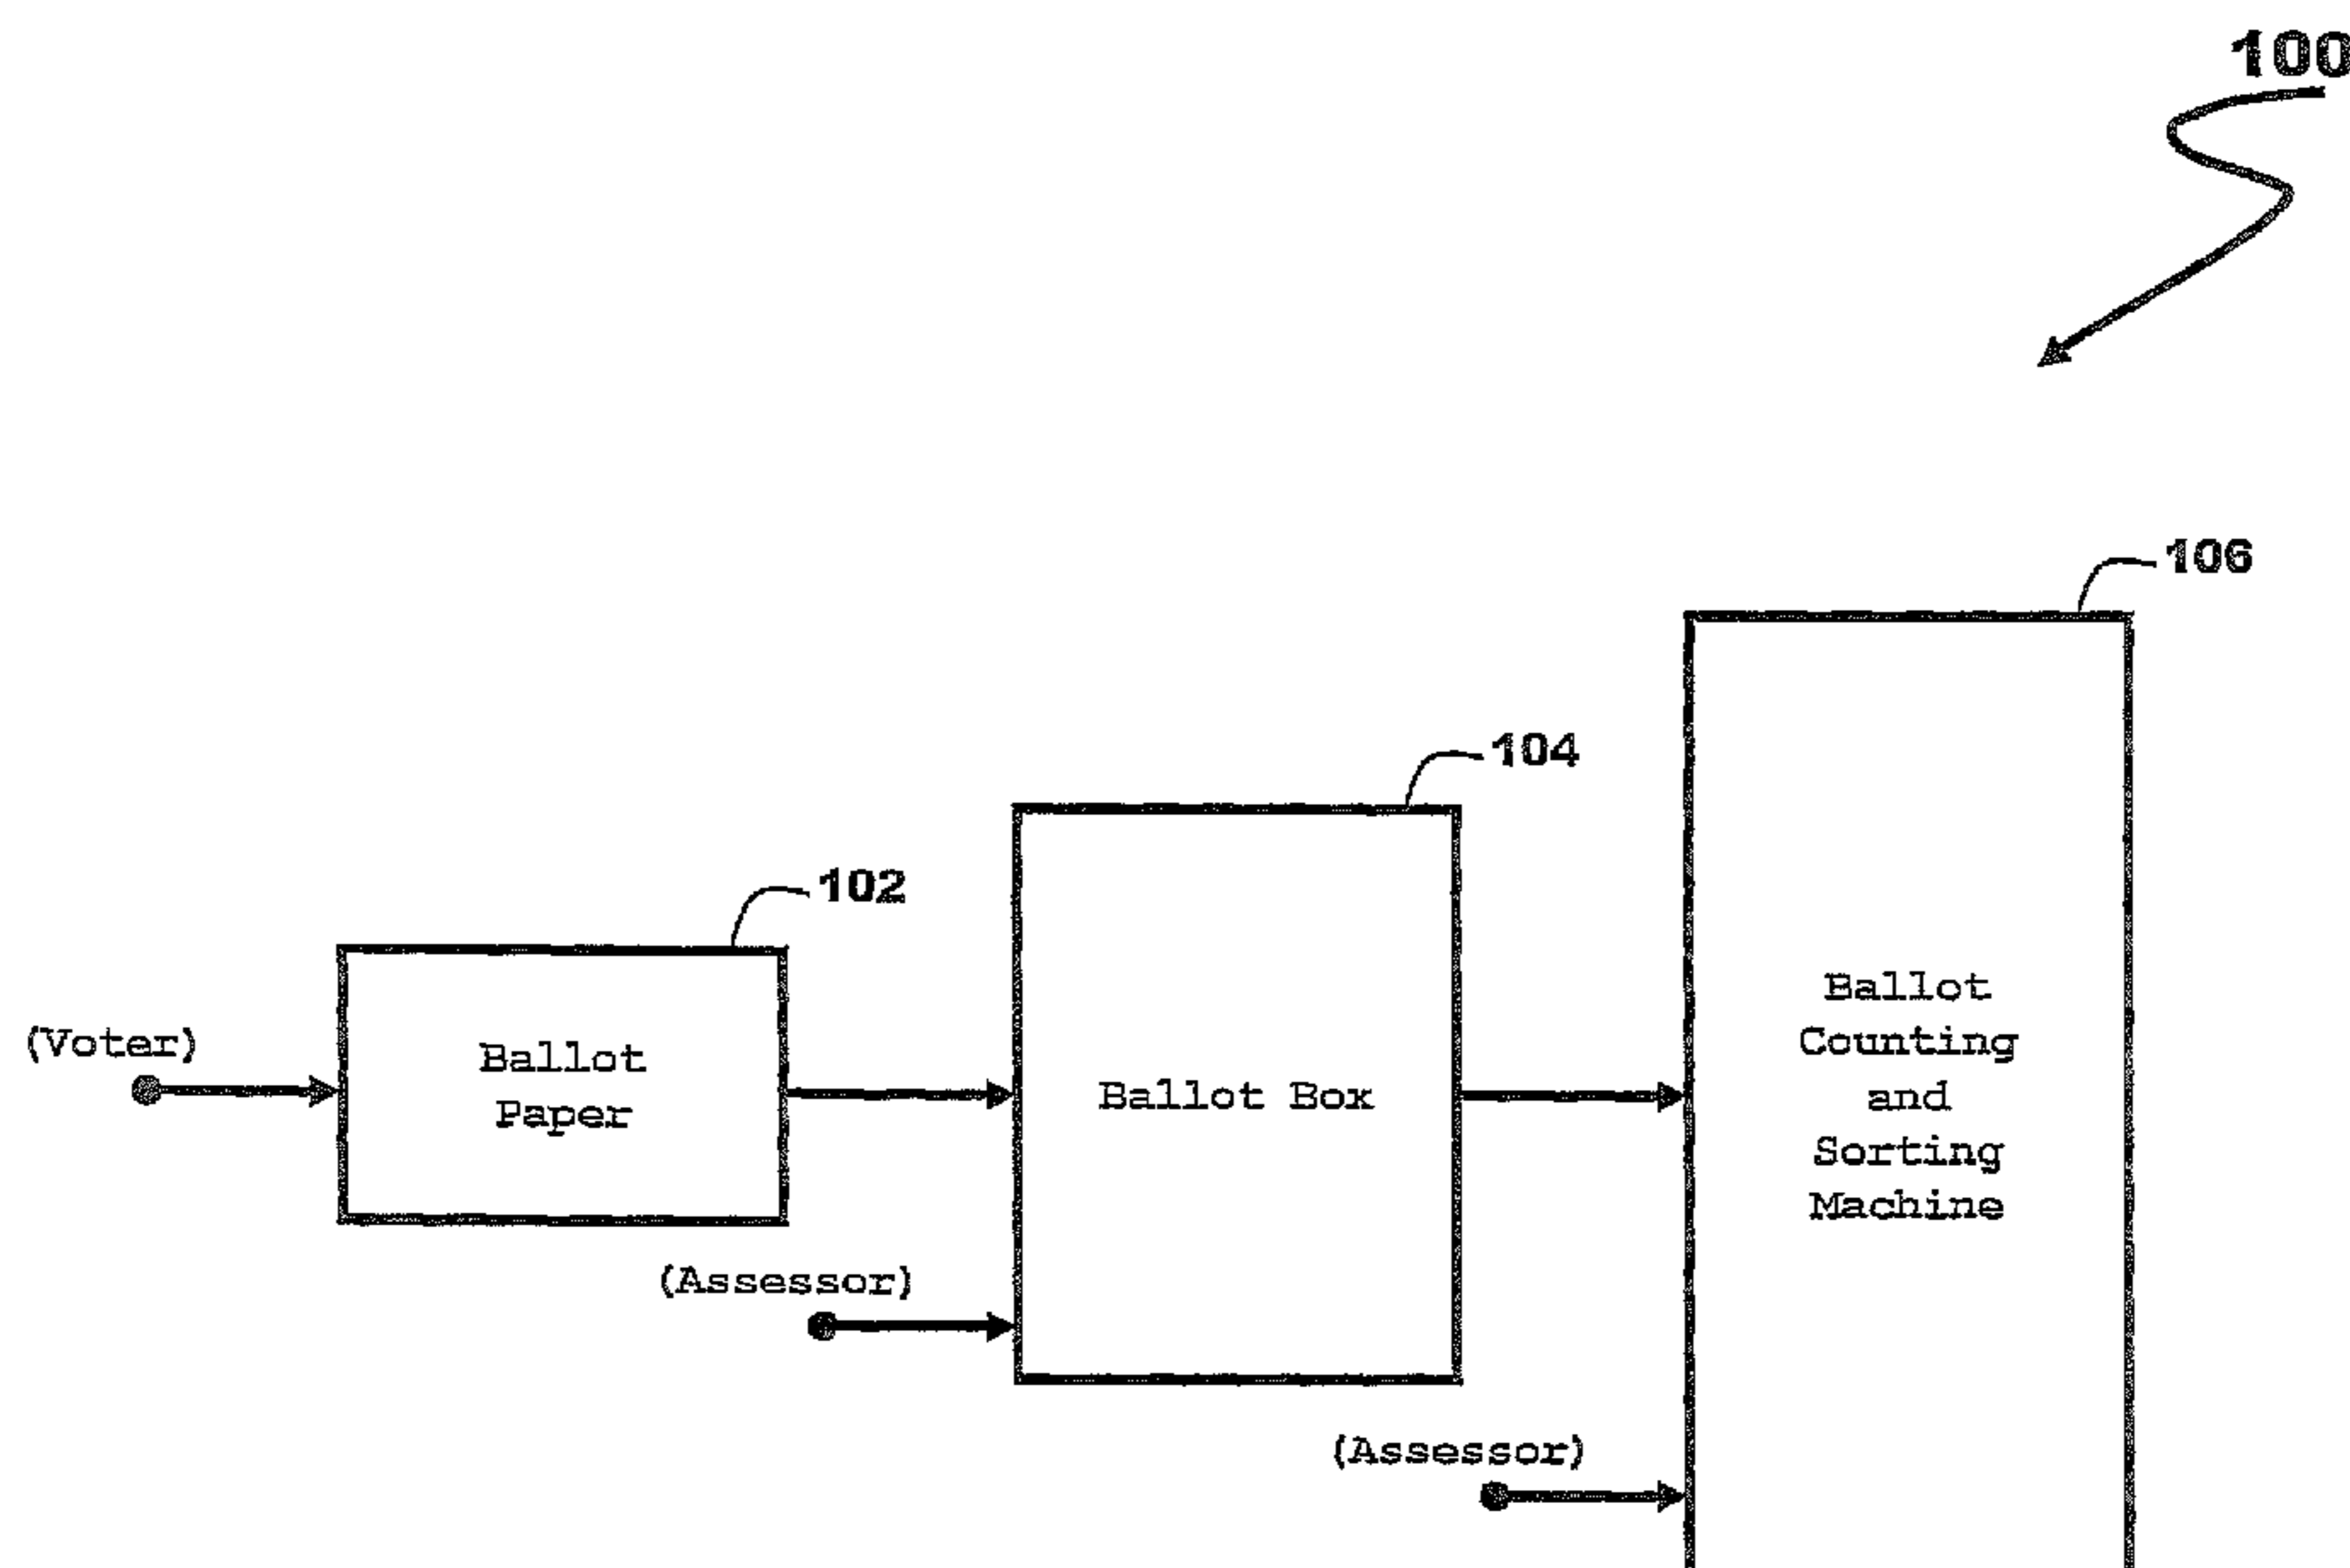 100
106
104
102
(Voter)
Ballot
Paper
Ballot Box
Ballot
Counting
and
Sorting
Machine
(Assessor)
(Assessor)